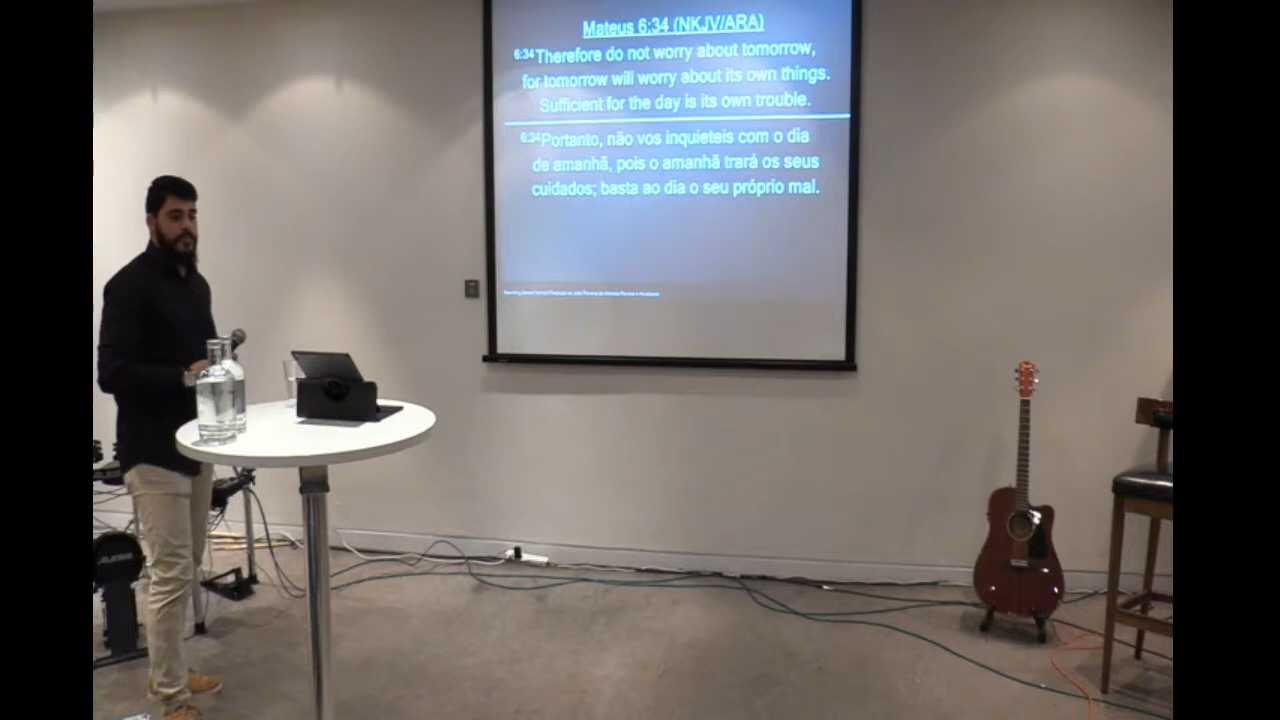 Mateus 6:34 (NKJV/ARA)
6:34 Therefore do not worry about tomorrow,
for tomorrow will worry about its own things.
Sufficient for the day is its own trouble.
6:34 Portanto, não vos inquieteis com o dia
de amanhã, pois o amanhã trará os seus
cuidados; basta ao dia o seu próprio mal.
ALESIS